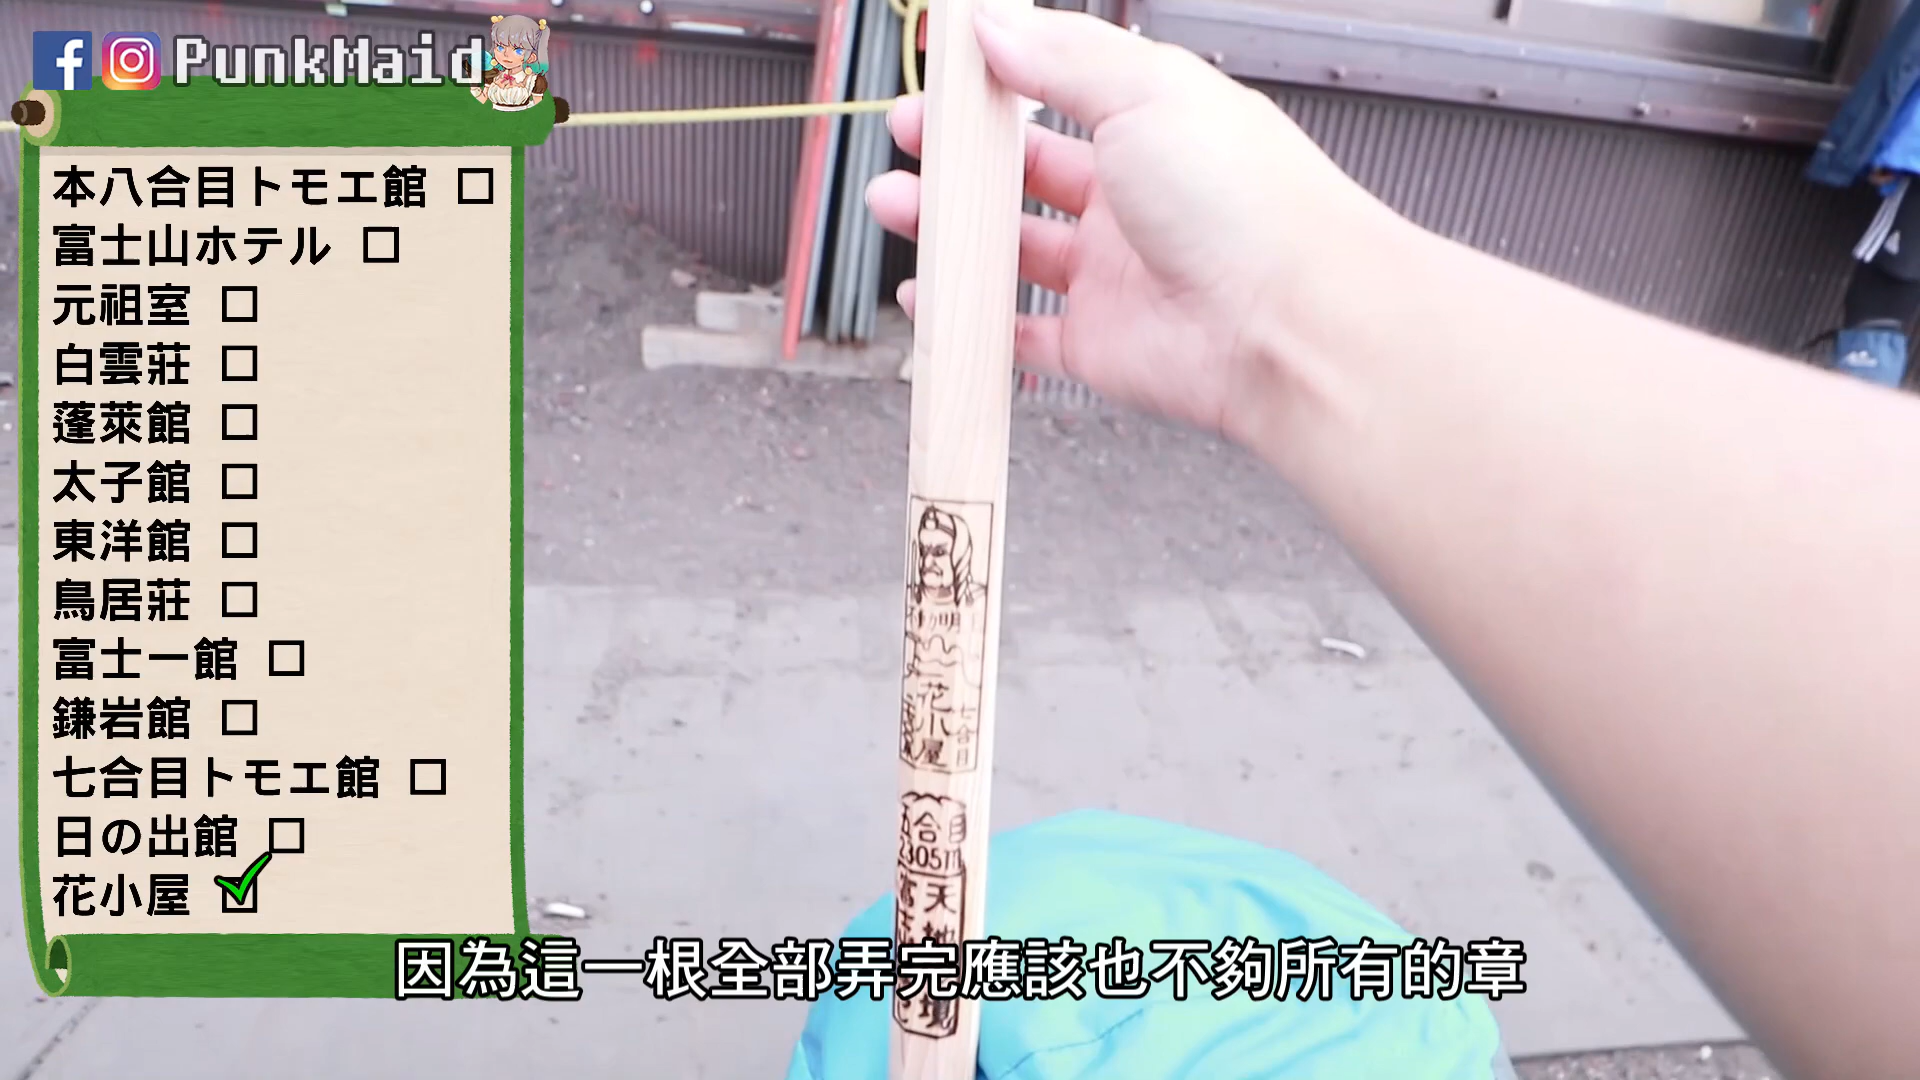 PunkMaid
本八合目トモエ館 □
富士山ホテル □
元祖室 □
白雲莊 □
蓬萊館 □
太子館 □
東洋館 □
鳥居莊 □
富士一館 □
鎌岩館 □
七合目トモエ館 □
日の出館 □
花小屋 ☑
花小屋
七合目
五合目
天地境
因為這一根全部弄完應該也不夠所有的章